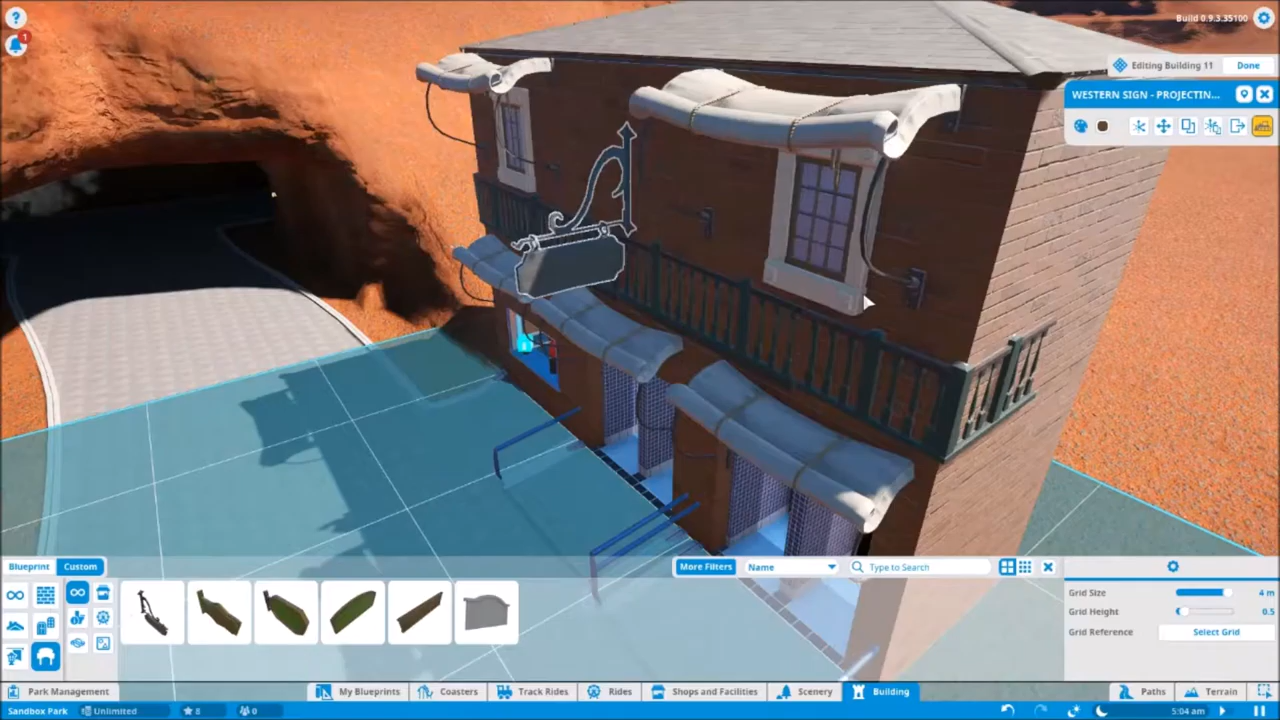 Build 0.9.3.35100
1
Editing Building 11
Done
WESTERN SIGN - PROJECTIN...
Blueprint
Custom
More Filters
Name
Type to Search
Grid Size
4 m
Grid Height
0.5
Grid Reference
Select Grid
Park Management
My Blueprints
Coasters
Track Rides
Rides
Shops and Facilities
Scenery
Building
Paths
Terrain
Sandbox Park
Unlimited
8
0
5:04 am